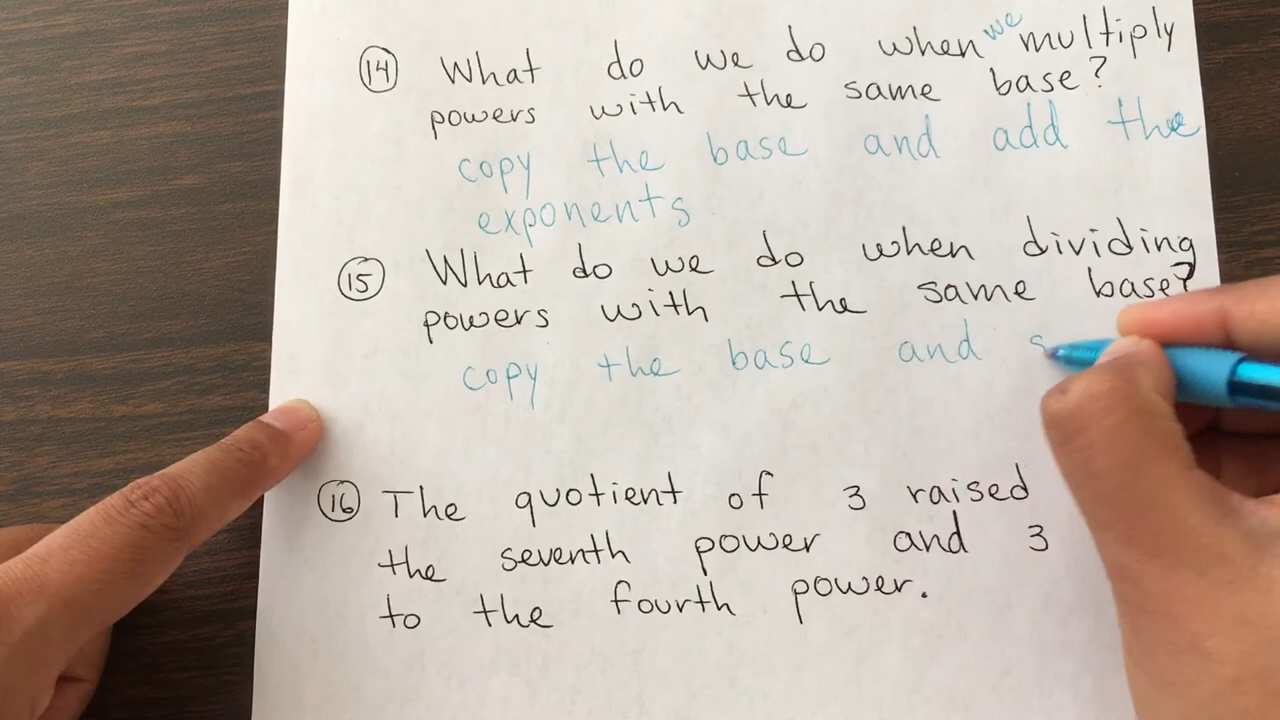 14 What do we do when we multiply
powers with the same base?
copy the base and add the
exponents
15 What do we do when dividing
powers with the same base?
copy the base and s
16 The quotient of 3 raised
the seventh power and 3
to the fourth power.